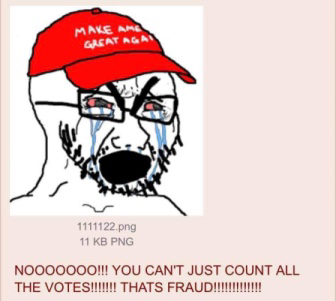 MAKE AME
GREAT AGA
1111122.png
11 KB PNG
NOOOOOOO!!! YOU CAN'T JUST COUNT ALL
THE VOTES!!!!!!! THATS FRAUD!!!!!!!!!!!!!